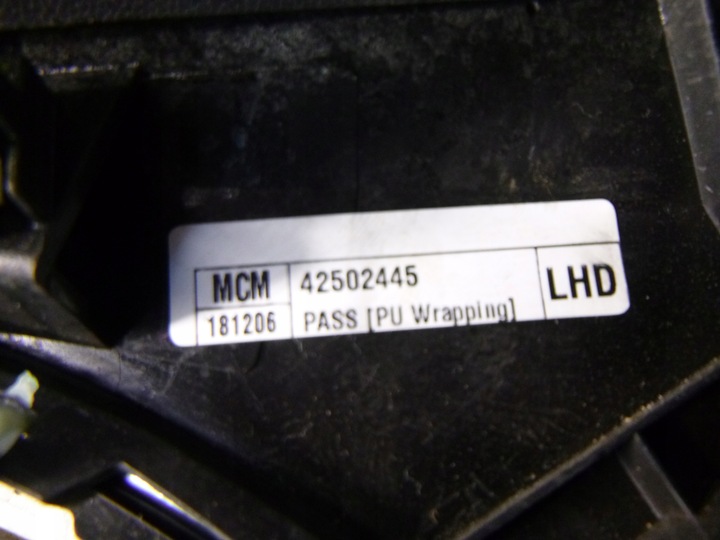 MCM 42502445 LHD
181206 PASS [PU Wrapping]